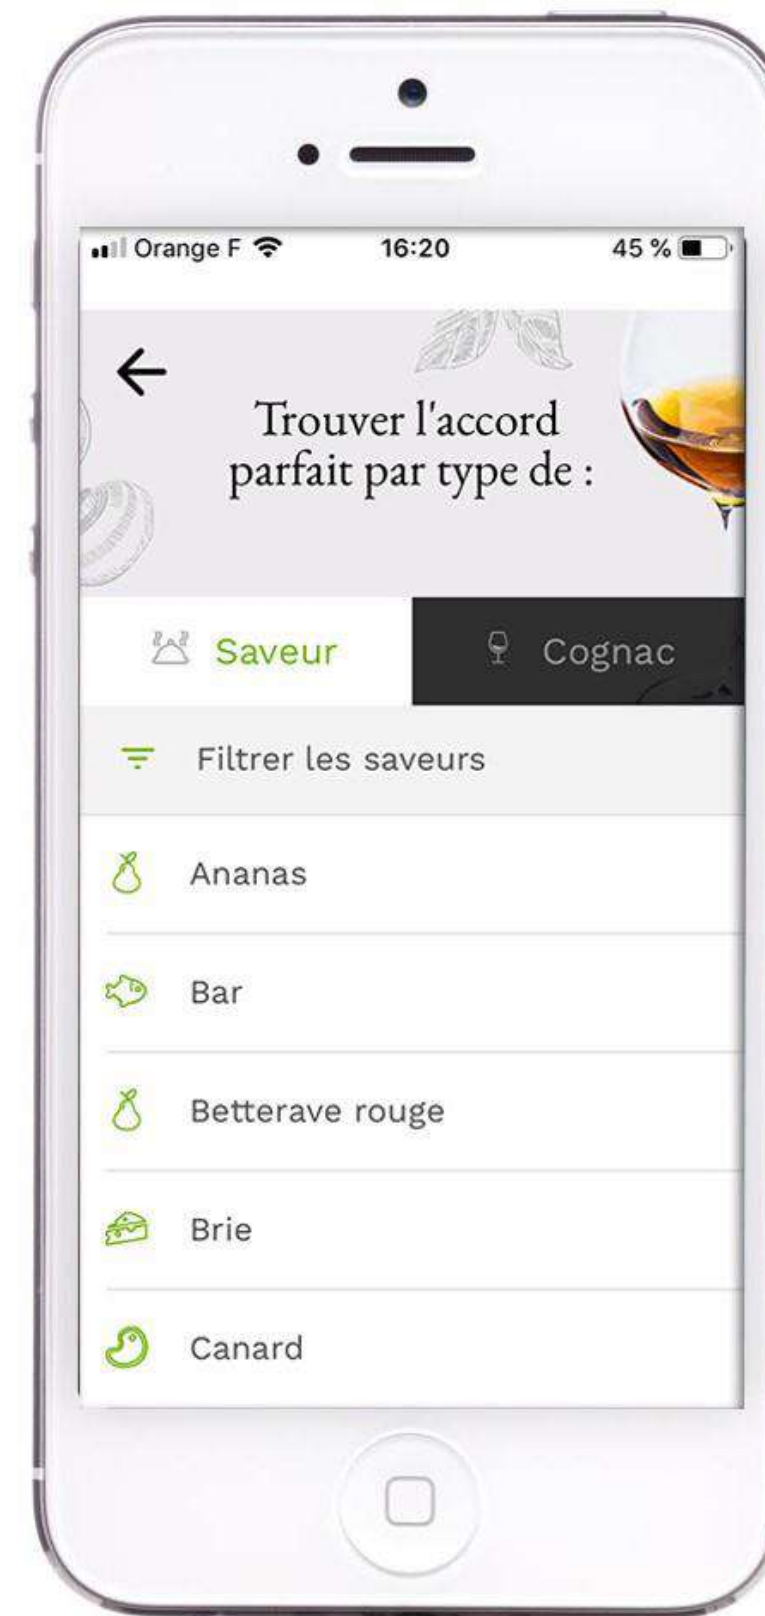 Orange F 16:20 45 %
Trouver l'accord
parfait par type de :
Saveur Cognac
Filtrer les saveurs
Ananas
Bar
Betterave rouge
Brie
Canard